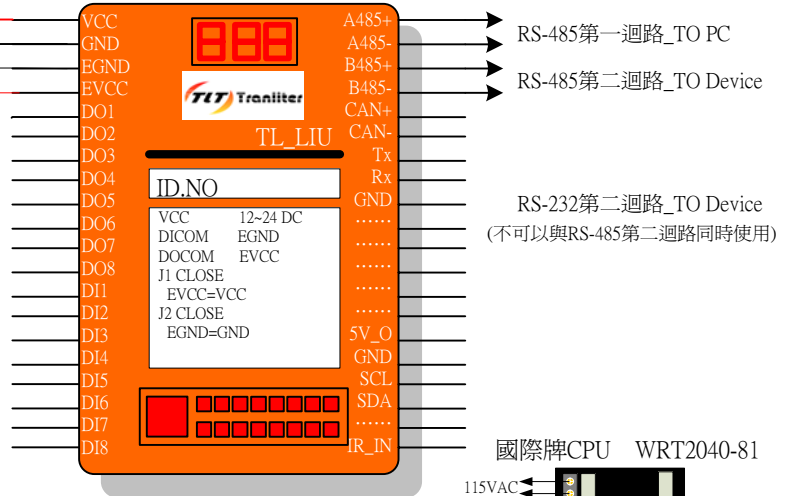 VCC
GND
EGND
EVCC
DO1
DO2
DO3
DO4
DO5
DO6
DO7
DO8
DI1
DI2
DI3
DI4
DI5
DI6
DI7
DI8
TLT Traniiter
TL_LIU
ID.NO
VCC 12~24 DC
DICOM EGND
DOCOM EVCC
J1 CLOSE
EVCC=VCC
J2 CLOSE
EGND=GND
A485+
A485-
B485+
B485-
CAN+
CAN-
Tx
Rx
GND
......
......
......
......
......
5V_O
GND
SCL
SDA
......
IR_IN
RS-485第一迴路_TO PC
RS-485第二迴路_TO Device
RS-232第二迴路_TO Device
(不可以與RS-485第二迴路同時使用)
國際牌CPU WRT2040-81
115VAC